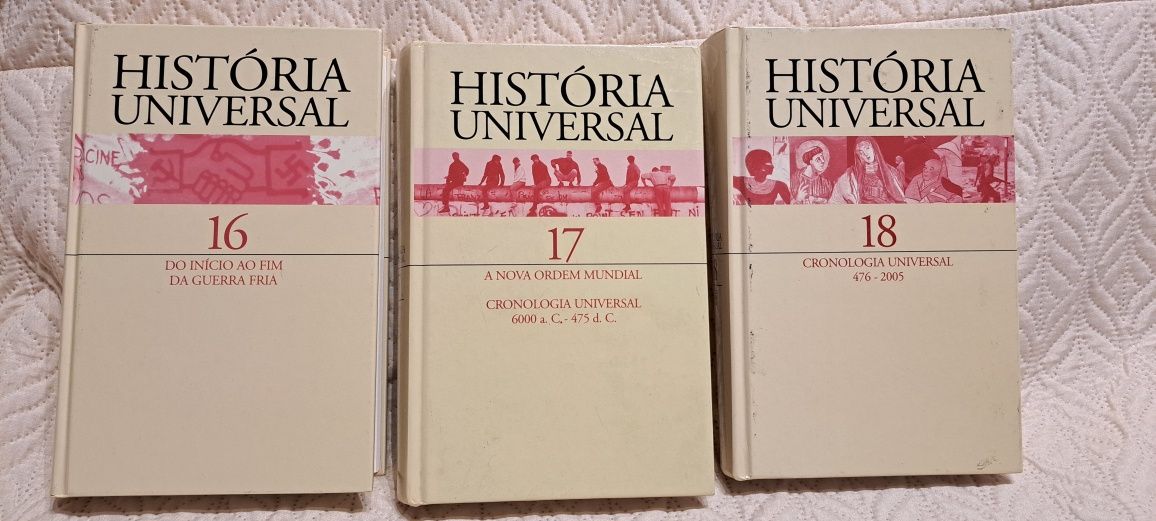 HISTÓRIA
UNIVERSAL
CINE
16
DO INÍCIO AO FIM
DA GUERRA FRIA
HISTÓRIA
UNIVERSAL
17
A NOVA ORDEM MUNDIAL
CRONOLOGIA UNIVERSAL
6000 a. C. - 475 d. C.
HISTÓRIA
UNIVERSAL
18
CRONOLOGIA UNIVERSAL
476 - 2005